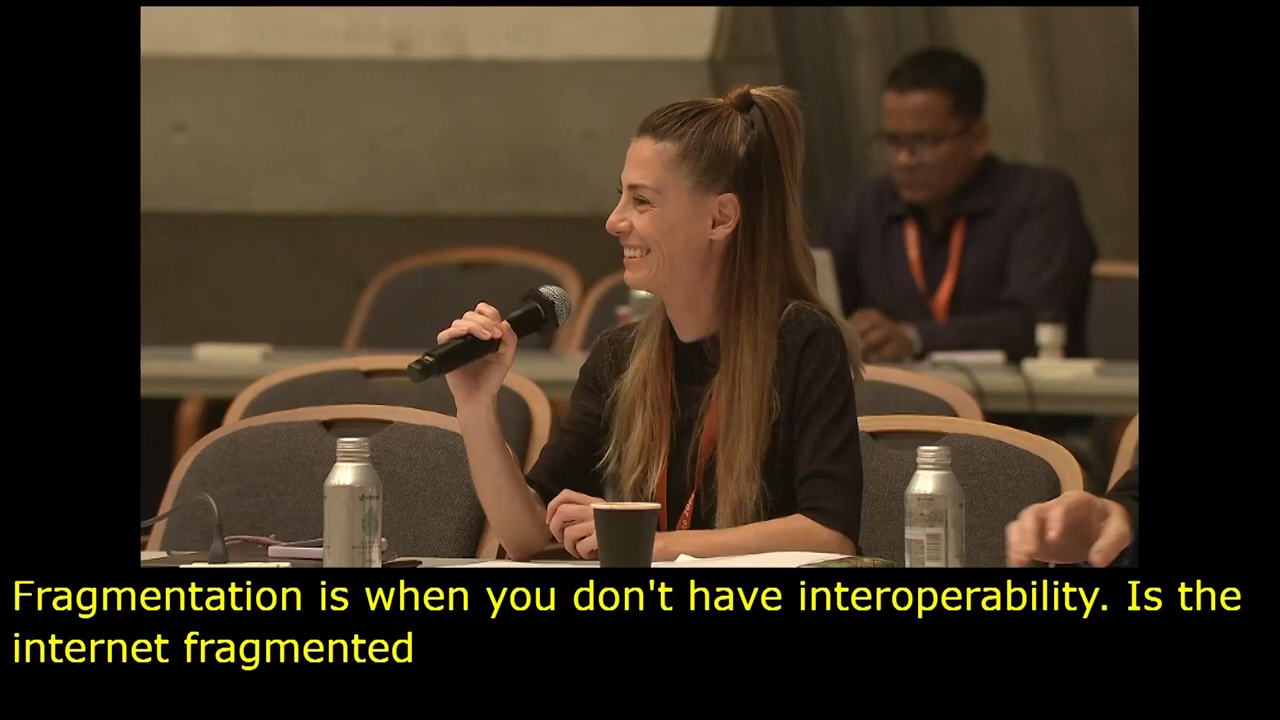 Fragmentation is when you don't have interoperability. Is the
internet fragmented